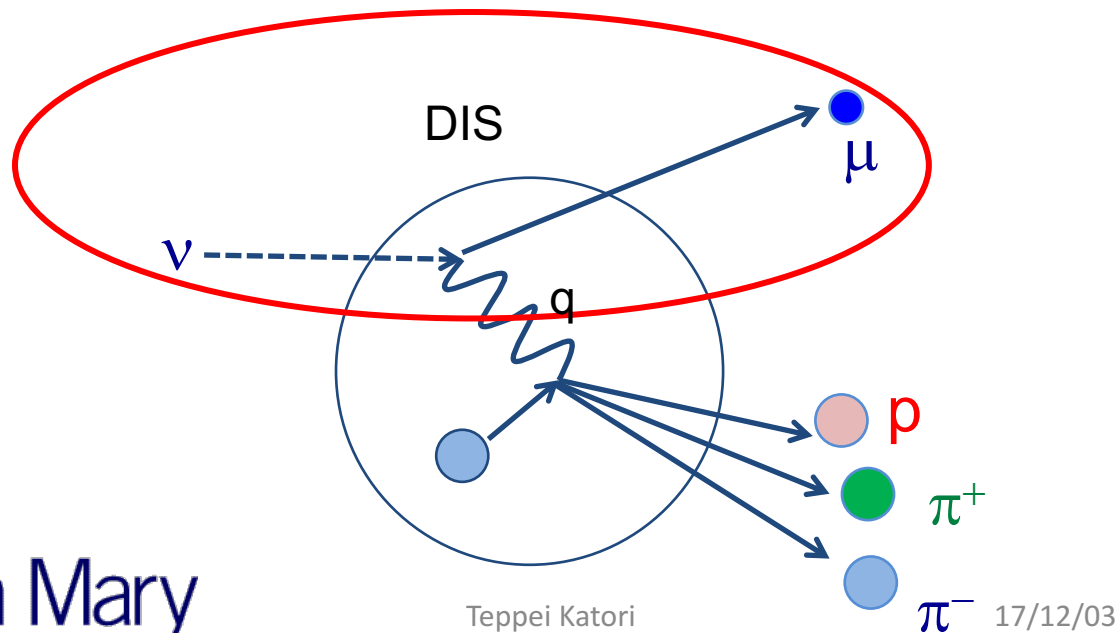 DIS
μ
ν
q
p
π⁺
π⁻
Mary
Teppei Katori
17/12/03